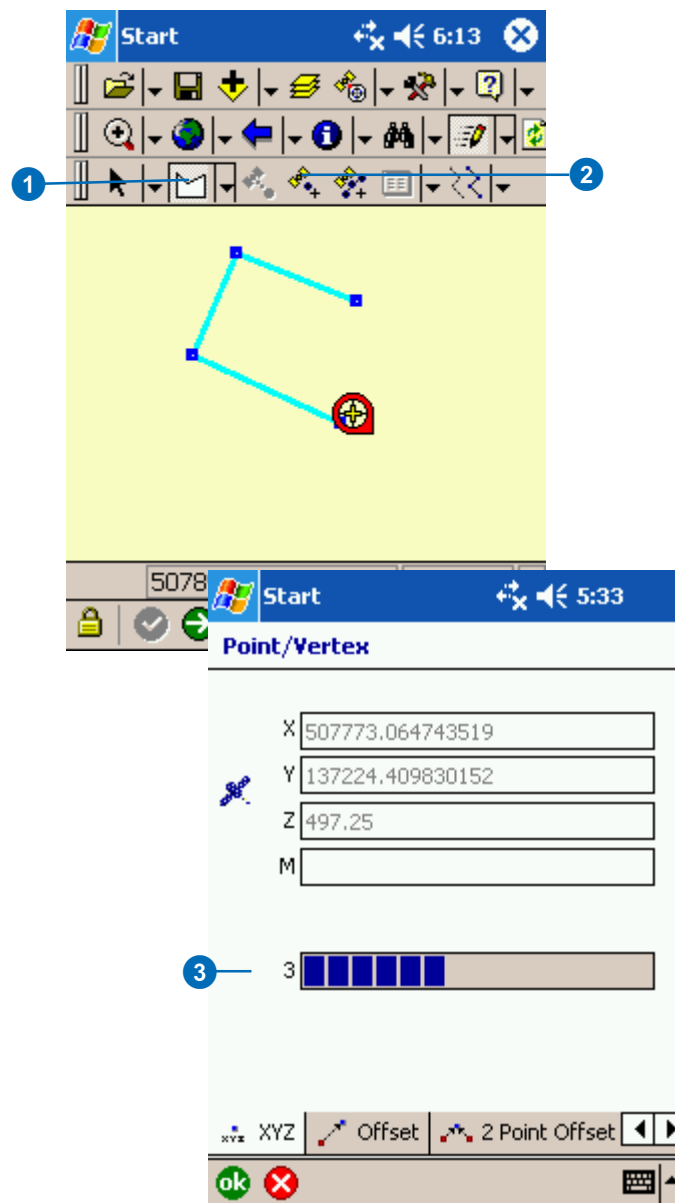 Start 6:13
1
2
5078
Start 5:33
Point/Vertex
X 507773.064743519
Y 137224.409830152
Z 497.25
M
3 3
XYZ Offset 2 Point Offset
ok